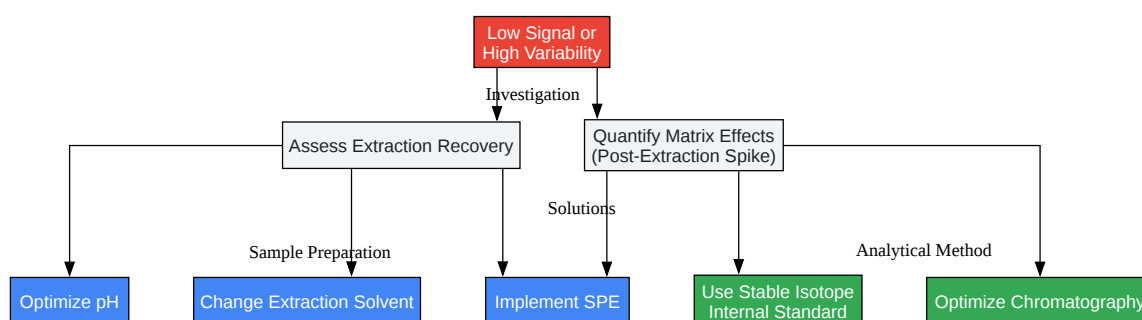 Low Signal or
High Variability
Investigation
Assess Extraction Recovery
Quantify Matrix Effects
(Post-Extraction Spike)
Solutions
Sample Preparation
Analytical Method
Optimize pH
Change Extraction Solvent
Implement SPE
Use Stable Isotope
Internal Standard
Optimize Chromatography